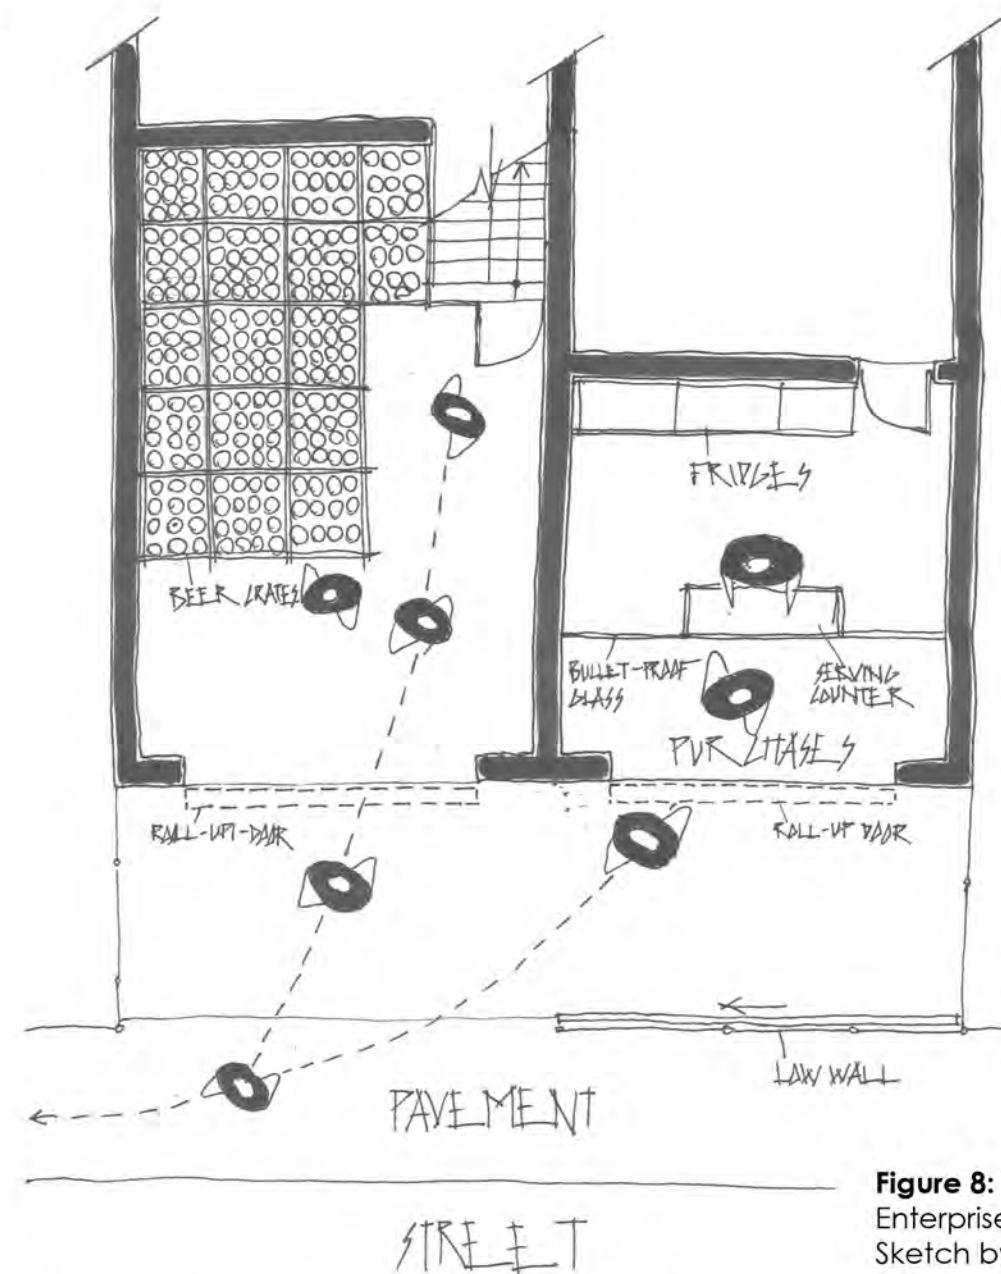 FRIDGES
BEER CRATES
BULLET-PROOF
GLASS
SERVING
COUNTER
PURCHASES
ROLL-UP-DOOR
ROLL-UP DOOR
LOW WALL
PAVEMENT
STREET
Figure 8:
Enterprise
Sketch by